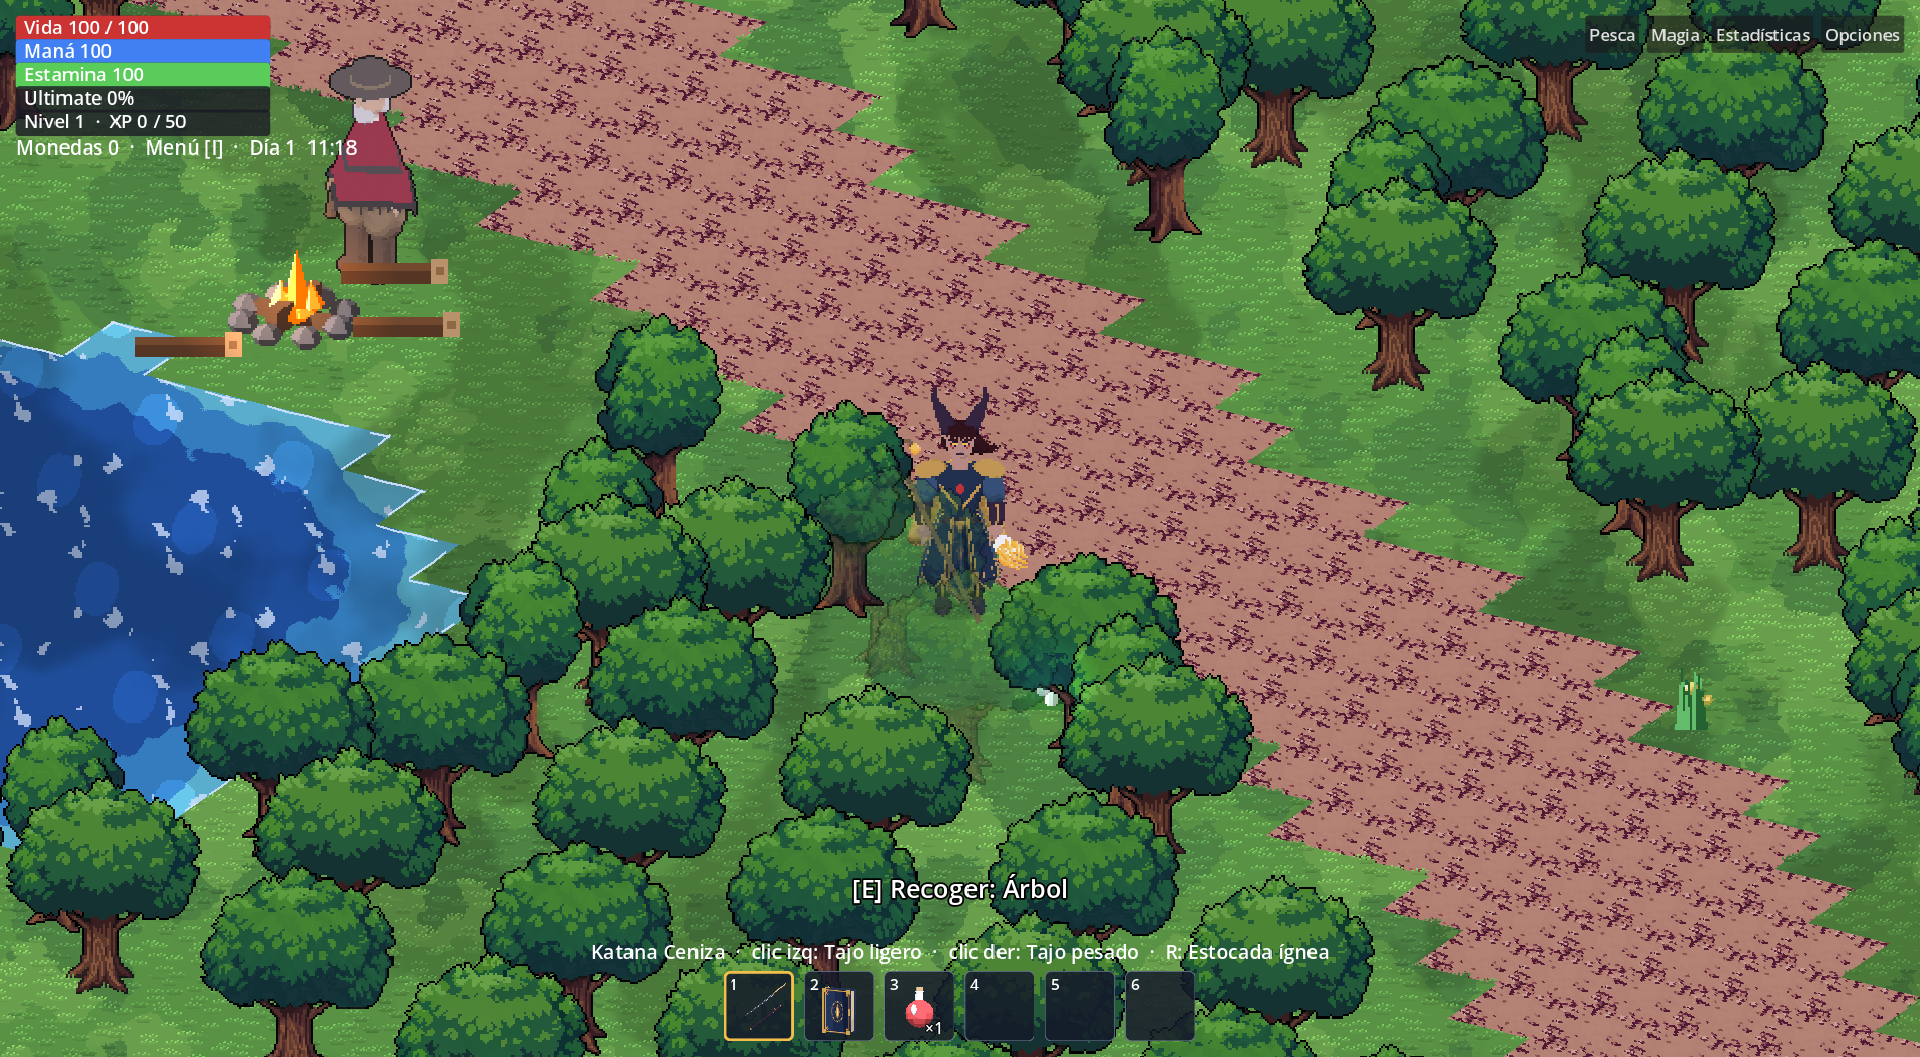 Vida 100 / 100
Maná 100
Estamina 100
Ultimate 0%
Nivel 1 · XP 0 / 50
Monedas 0 · Menú [I] · Día 1 11:18
Pesca Magia Estadísticas Opciones
[E] Recoger: Árbol
Katana Ceniza · clic izq: Tajo ligero · clic der: Tajo pesado · R: Estocada ígnea
1 2 3 4 5 6
×1